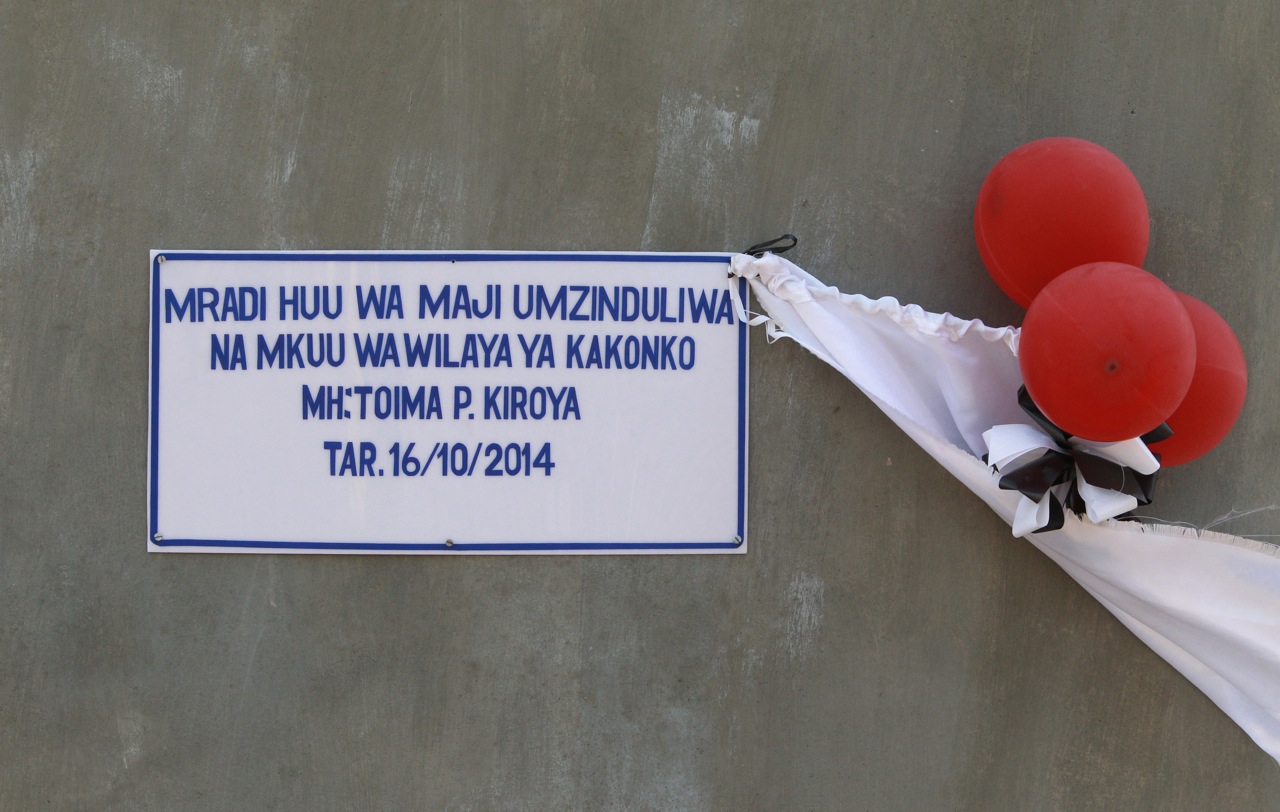 MRADI HUU WA MAJI UMZINDULIWA
NA MKUU WA WILAYA YA KAKONKO
MH:TOIMA P. KIROYA
TAR. 16/10/2014